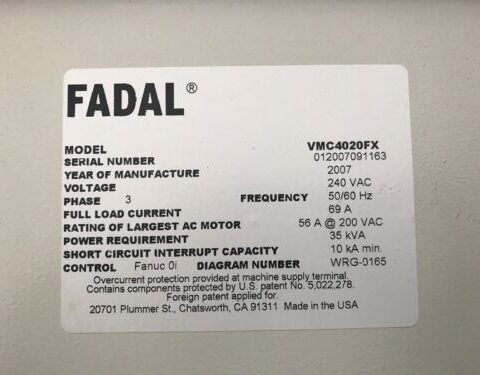 FADAL®
MODEL VMC4020FX
SERIAL NUMBER 012007091163
YEAR OF MANUFACTURE 2007
VOLTAGE 240 VAC
PHASE 3 FREQUENCY 50/60 Hz
FULL LOAD CURRENT 69 A
RATING OF LARGEST AC MOTOR 56 A @ 200 VAC
POWER REQUIREMENT 35 kVA
SHORT CIRCUIT INTERRUPT CAPACITY 10 kA min.
CONTROL Fanuc 0i DIAGRAM NUMBER WRG-0165
Overcurrent protection provided at machine supply terminal.
Contains components protected by U.S. patent No. 5,022,278.
Foreign patent applied for.
20701 Plummer St., Chatsworth, CA 91311 Made in the USA